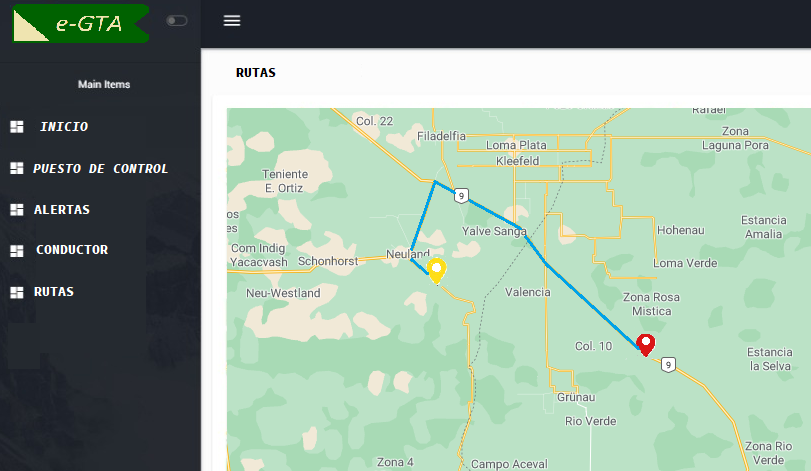 e-GTA
Main Items
INICIO
PUESTO DE CONTROL
ALERTAS
CONDUCTOR
RUTAS
RUTAS
Col. 22
Rafael
Filadelfia
Zona
Laguna Pora
Loma Plata
Kleefeld
Teniente
E. Ortiz
9
os
es
Estancia
Amalia
Hohenau
Yalve Sanga
Com Indig
Yacacvash
Schonhorst
Neuland
Loma Verde
Neu-Westland
Valencia
Zona Rosa
Mistica
Col. 10
9
Estancia
la Selva
Grünau
Rio Verde
Zona Rio
Verde
Zona 4
Campo Aceval